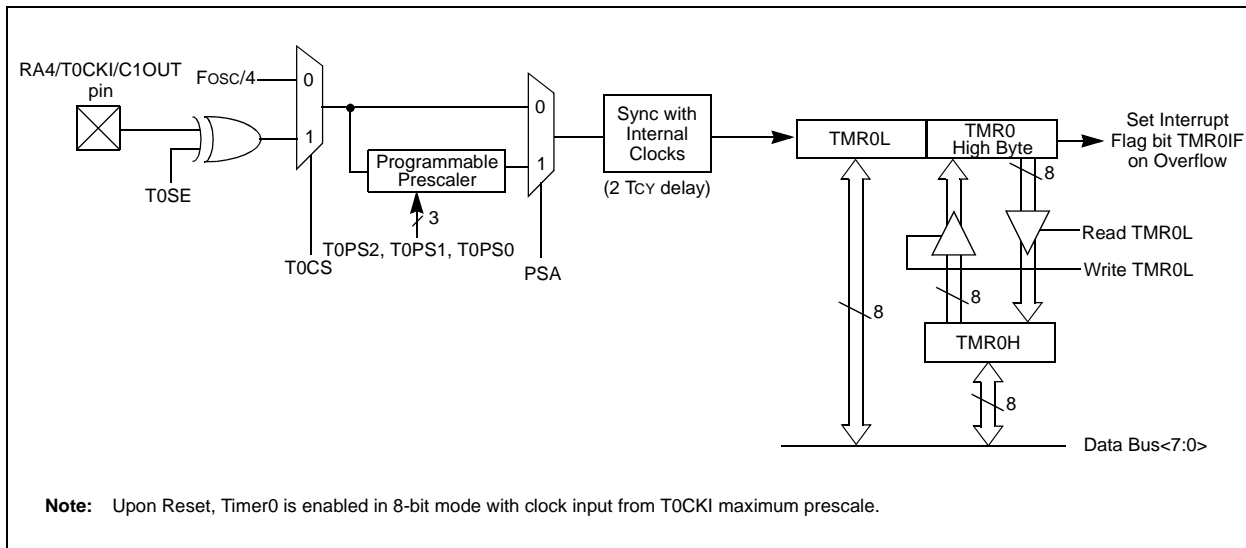 RA4/T0CKI/C1OUT
pin
FOSC/4
0
1
T0SE
T0CS
Programmable
Prescaler
3
T0PS2, T0PS1, T0PS0
0
1
PSA
Sync with
Internal
Clocks
(2 TCY delay)
TMR0L
TMR0
High Byte
Set Interrupt
Flag bit TMR0IF
on Overflow
8
Read TMR0L
Write TMR0L
8
8
TMR0H
8
Data Bus<7:0>
Note: Upon Reset, Timer0 is enabled in 8-bit mode with clock input from T0CKI maximum prescale.